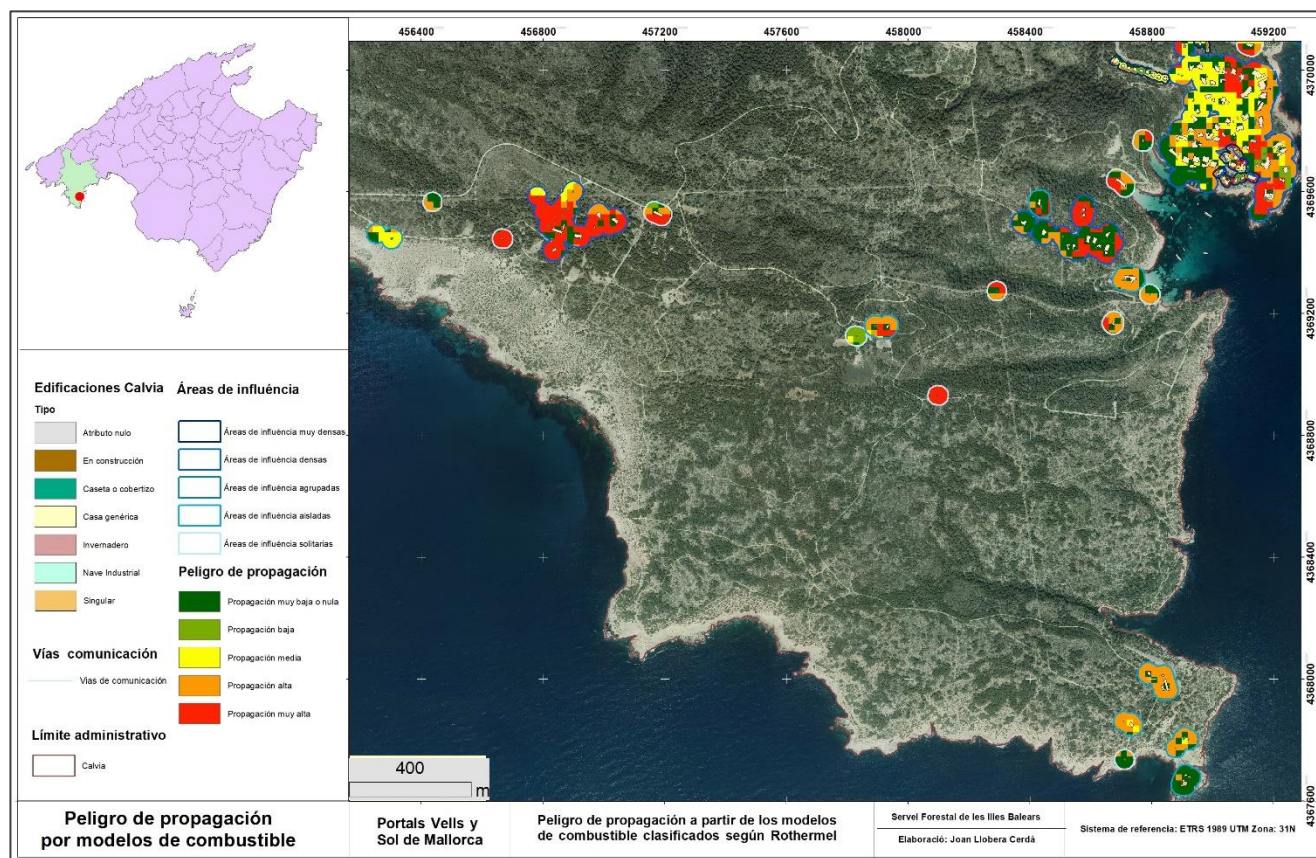 456400 456800 457200 457600 458000 458400 458800 459200
4370000
4369600
4369200
4368800
4368400
4368000
4367600
Edificaciones Calvia
Tipo
Atributo nulo
En construcción
Caseta o cobertizo
Casa genérica
Invernadero
Nave Industrial
Singular
Vías comunicación
Vias de comunicación
Límite administrativo
Calvia
Áreas de influéncia
Áreas de influéncia muy densas
Áreas de influéncia densas
Áreas de influéncia agrupadas
Áreas de influéncia aisladas
Áreas de influéncia solitarias
Peligro de propagación
Propagación muy baja o nula
Propagación baja
Propagación media
Propagación alta
Propagación muy alta
400
m
Peligro de propagación
por modelos de combustible
Portals Vells y
Sol de Mallorca
Peligro de propagación a partir de los modelos
de combustible clasificados según Rothermel
Servei Forestal de les Illes Balears
Elaboració: Joan Llobera Cerdà
Sistema de referencia: ETRS 1989 UTM Zona: 31N